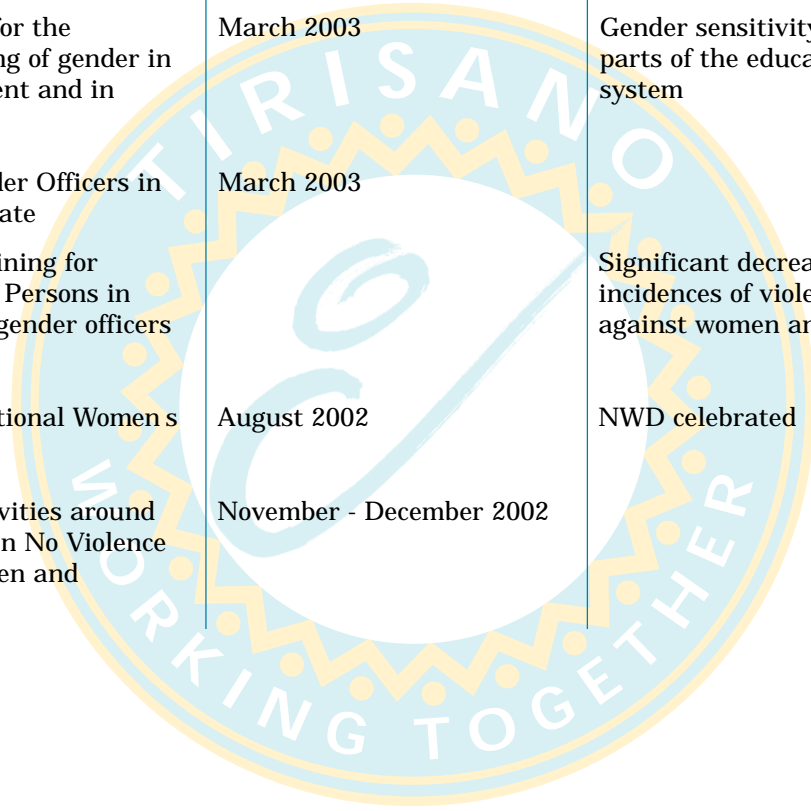 TIRISANO
for the
ng of gender in
ent and in
March 2003
Gender sensitivity
parts of the educa
system
der Officers in
ate
March 2003
ining for
Persons in
gender officers
Significant decrea
incidences of viole
against women an
tional Women s
August 2002
NWD celebrated
vities around
n No Violence
en and
November - December 2002
WORKING TOGETHER